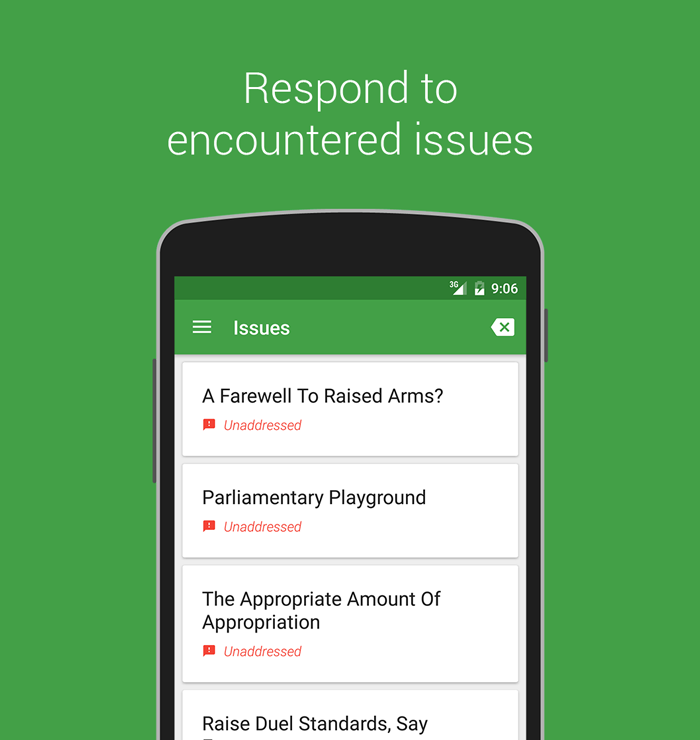 Respond to
encountered issues
3G
9:06
Issues
A Farewell To Raised Arms?
Unaddressed
Parliamentary Playground
Unaddressed
The Appropriate Amount Of
Appropriation
Unaddressed
Raise Duel Standards, Say